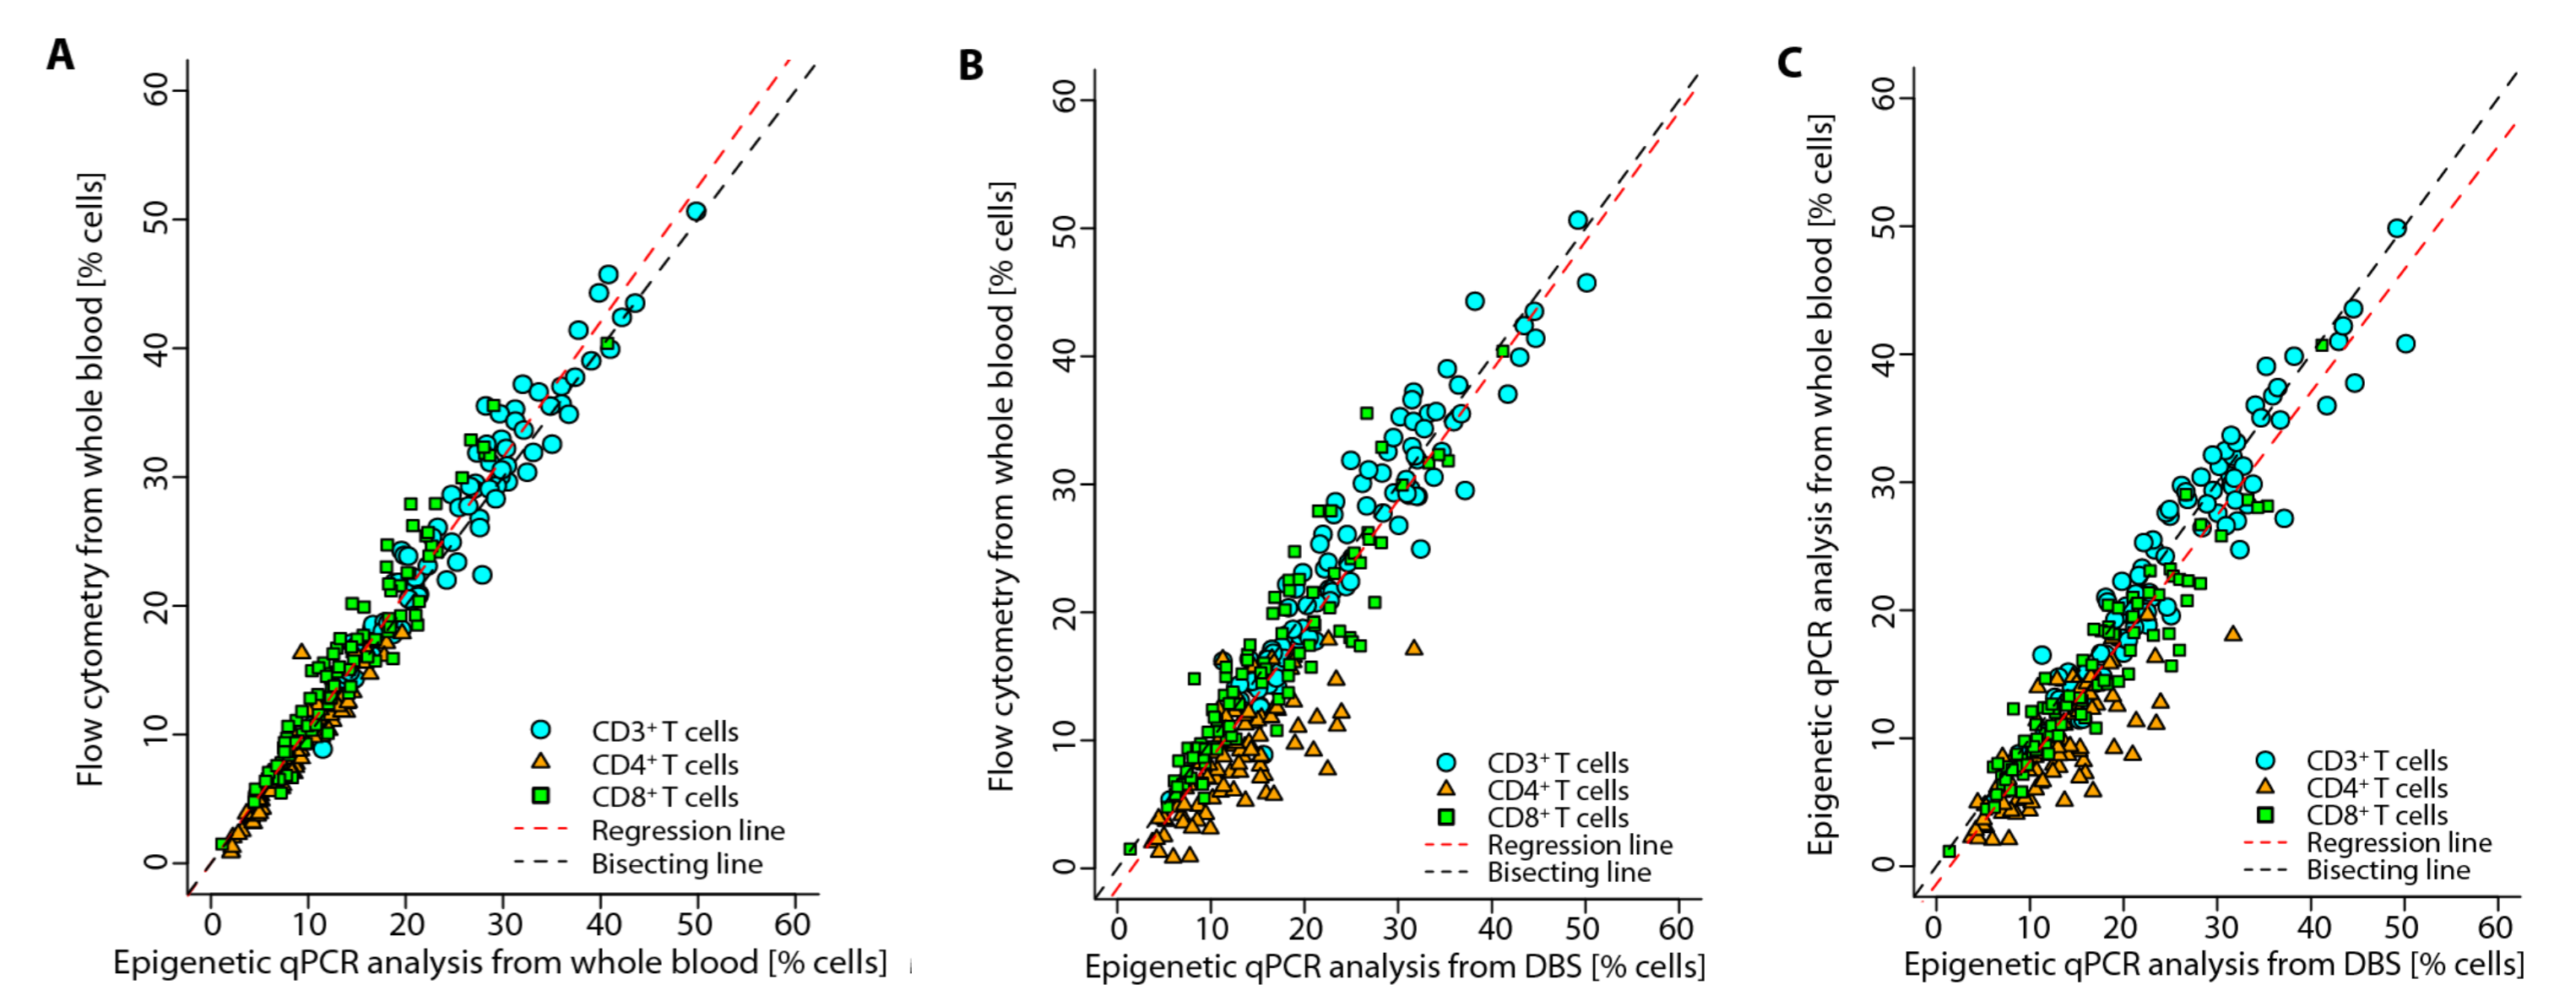 A
Flow cytometry from whole blood [% cells]
60
50
40
30
20
10
0
CD3+ T cells
CD4+ T cells
CD8+ T cells
Regression line
Bisecting line
0 10 20 30 40 50 60
Epigenetic qPCR analysis from whole blood [% cells]
B
Flow cytometry from whole blood [% cells]
60
50
40
30
20
10
0
CD3+ T cells
CD4+ T cells
CD8+ T cells
Regression line
Bisecting line
0 10 20 30 40 50 60
Epigenetic qPCR analysis from DBS [% cells]
C
Epigenetic qPCR analysis from whole blood [% cells]
60
50
40
30
20
10
0
CD3+ T cells
CD4+ T cells
CD8+ T cells
Regression line
Bisecting line
0 10 20 30 40 50 60
Epigenetic qPCR analysis from DBS [% cells]